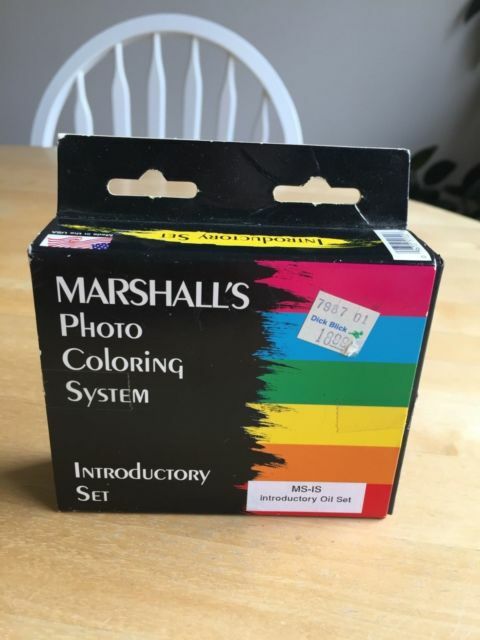 Made in the USA
INTRODUCTORY SET
MARSHALL'S
PHOTO
COLORING
SYSTEM
7987 01
Dick Blick
INTRODUCTORY
SET
MS-IS
introductory Oil Set